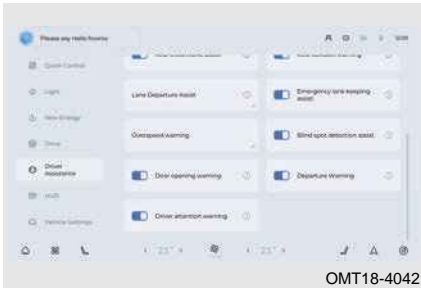 Please say Hello
Quick Control
Light
New Energy
Drive
Driver
Assistance
HUD
Vehicle Settings
Lane Departure Assist
Emergency lane keeping
assist
Overspeed warning
Blind spot detection assist
Door opening warning
Departure Warning
Driver attention warning
OMT18-4042